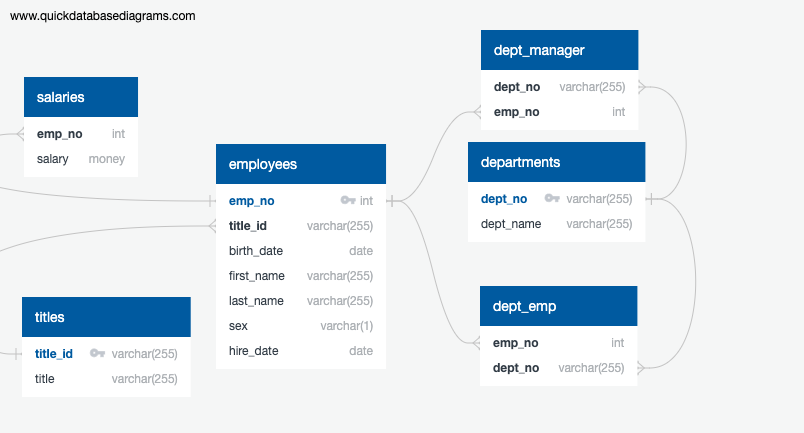 www.quickdatabasediagrams.com
salaries
emp_no int
salary money
employees
emp_no int
title_id varchar(255)
birth_date date
first_name varchar(255)
last_name varchar(255)
sex varchar(1)
hire_date date
titles
title_id varchar(255)
title varchar(255)
dept_manager
dept_no varchar(255)
emp_no int
departments
dept_no varchar(255)
dept_name varchar(255)
dept_emp
emp_no int
dept_no varchar(255)